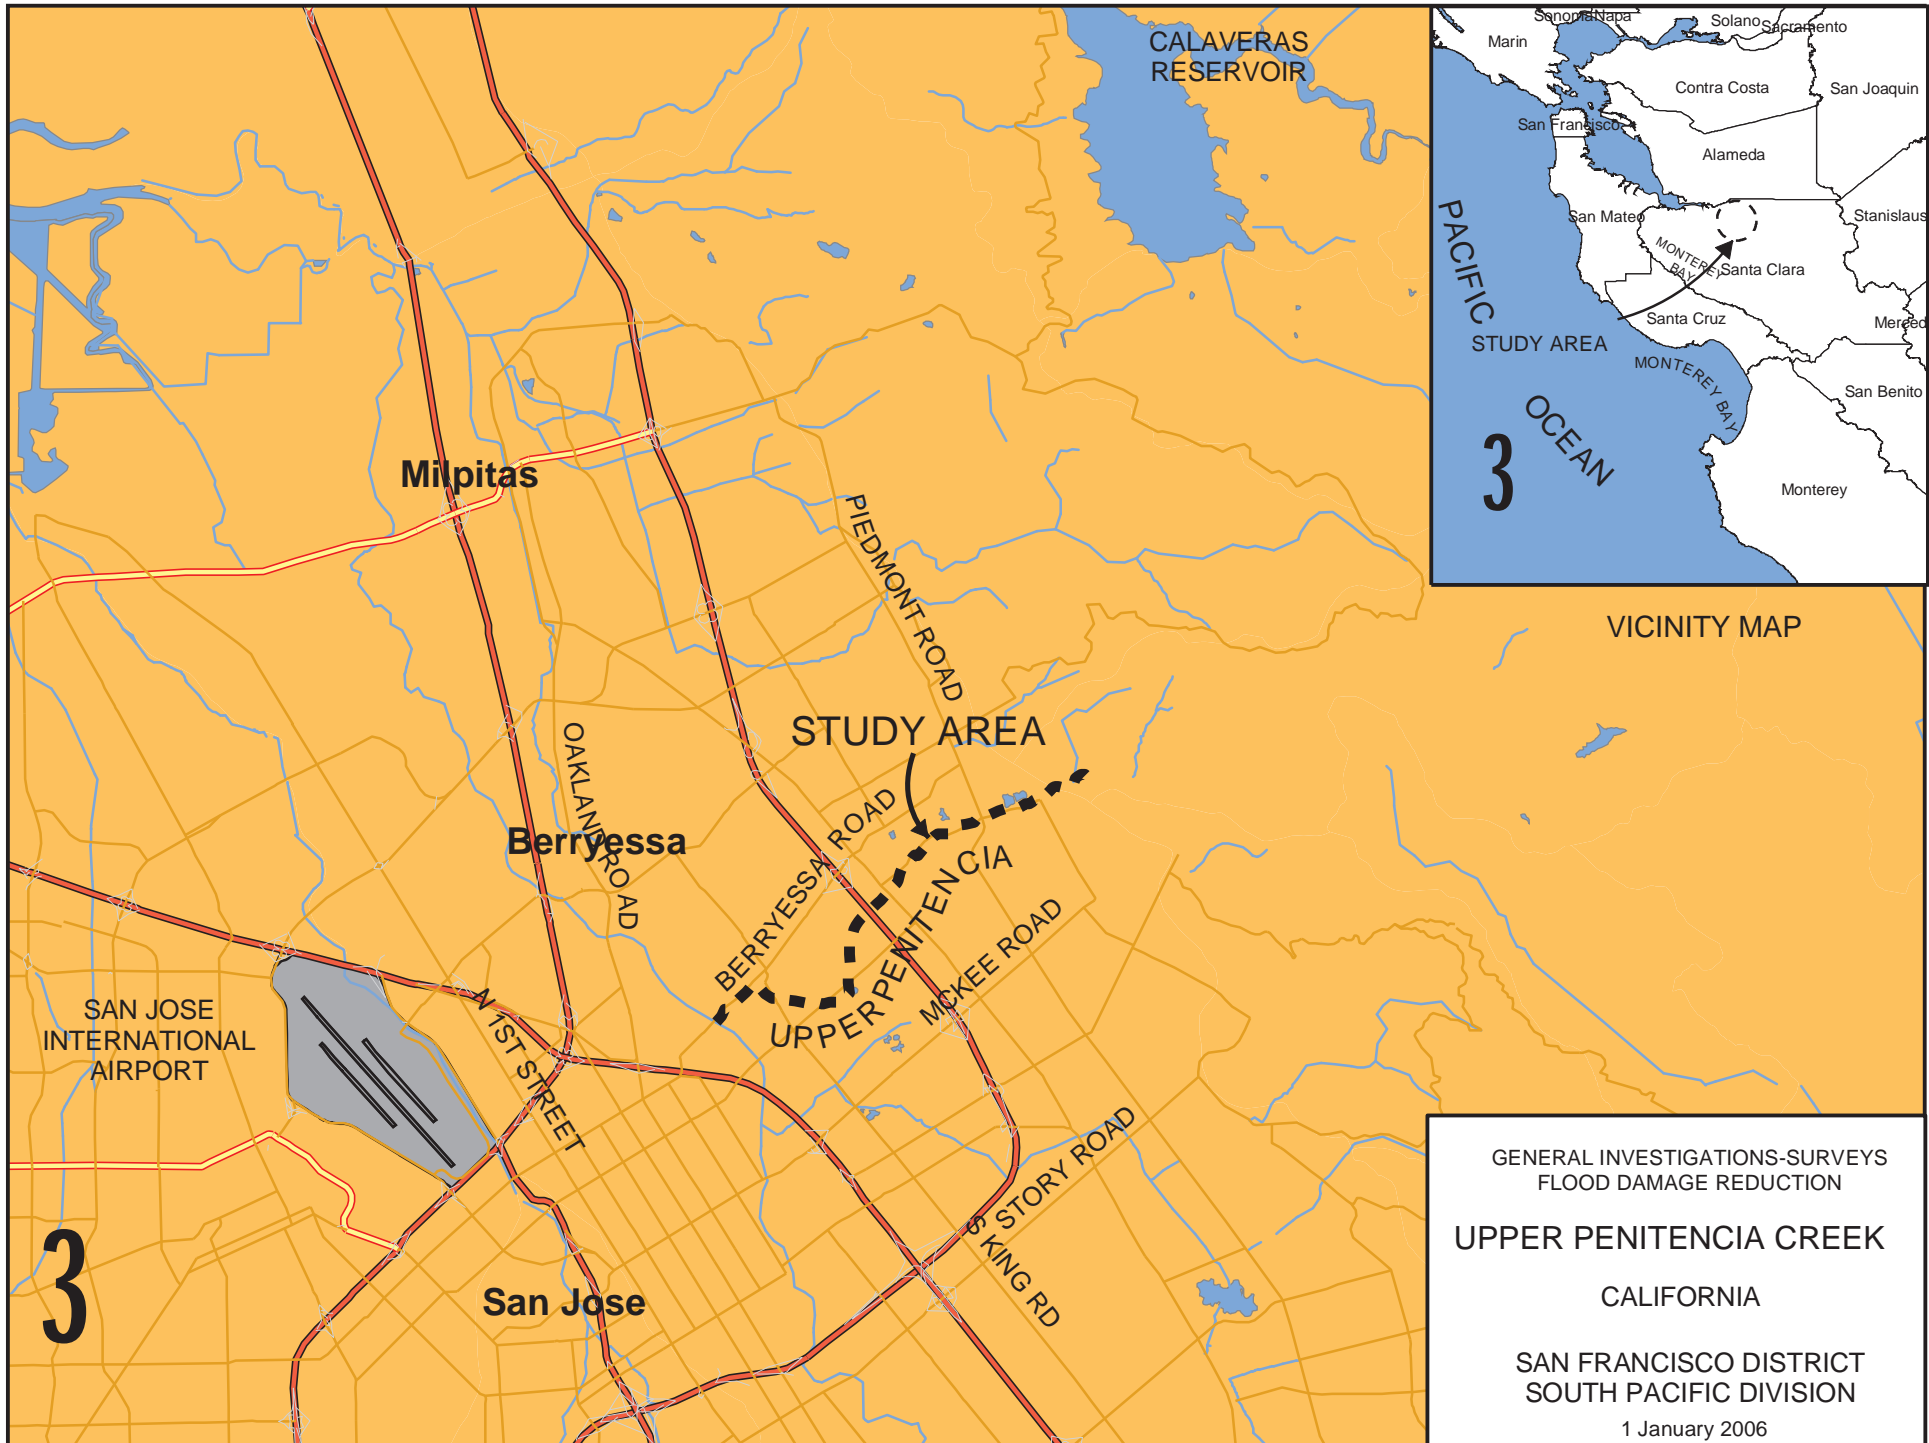 CALAVERAS
RESERVOIR
Sonoma
Napa
Solano
Sacramento
Marin
Contra Costa
San Joaquin
San Francisco
Alameda
San Mateo
Stanislaus
MONTEREY
BAY
Santa Clara
Santa Cruz
Merced
STUDY AREA
MONTEREY BAY
San Benito
PACIFIC
OCEAN
3
Monterey
VICINITY MAP
Milpitas
PIEDMONT ROAD
STUDY AREA
OAKLAND ROAD
Berryessa
BERRYESSA ROAD
UPPER PENITENCIA
MCKEE ROAD
SAN JOSE
INTERNATIONAL
AIRPORT
N 1ST STREET
STORY ROAD
S KING RD
San Jose
3
GENERAL INVESTIGATIONS-SURVEYS
FLOOD DAMAGE REDUCTION
UPPER PENITENCIA CREEK
CALIFORNIA
SAN FRANCISCO DISTRICT
SOUTH PACIFIC DIVISION
1 January 2006